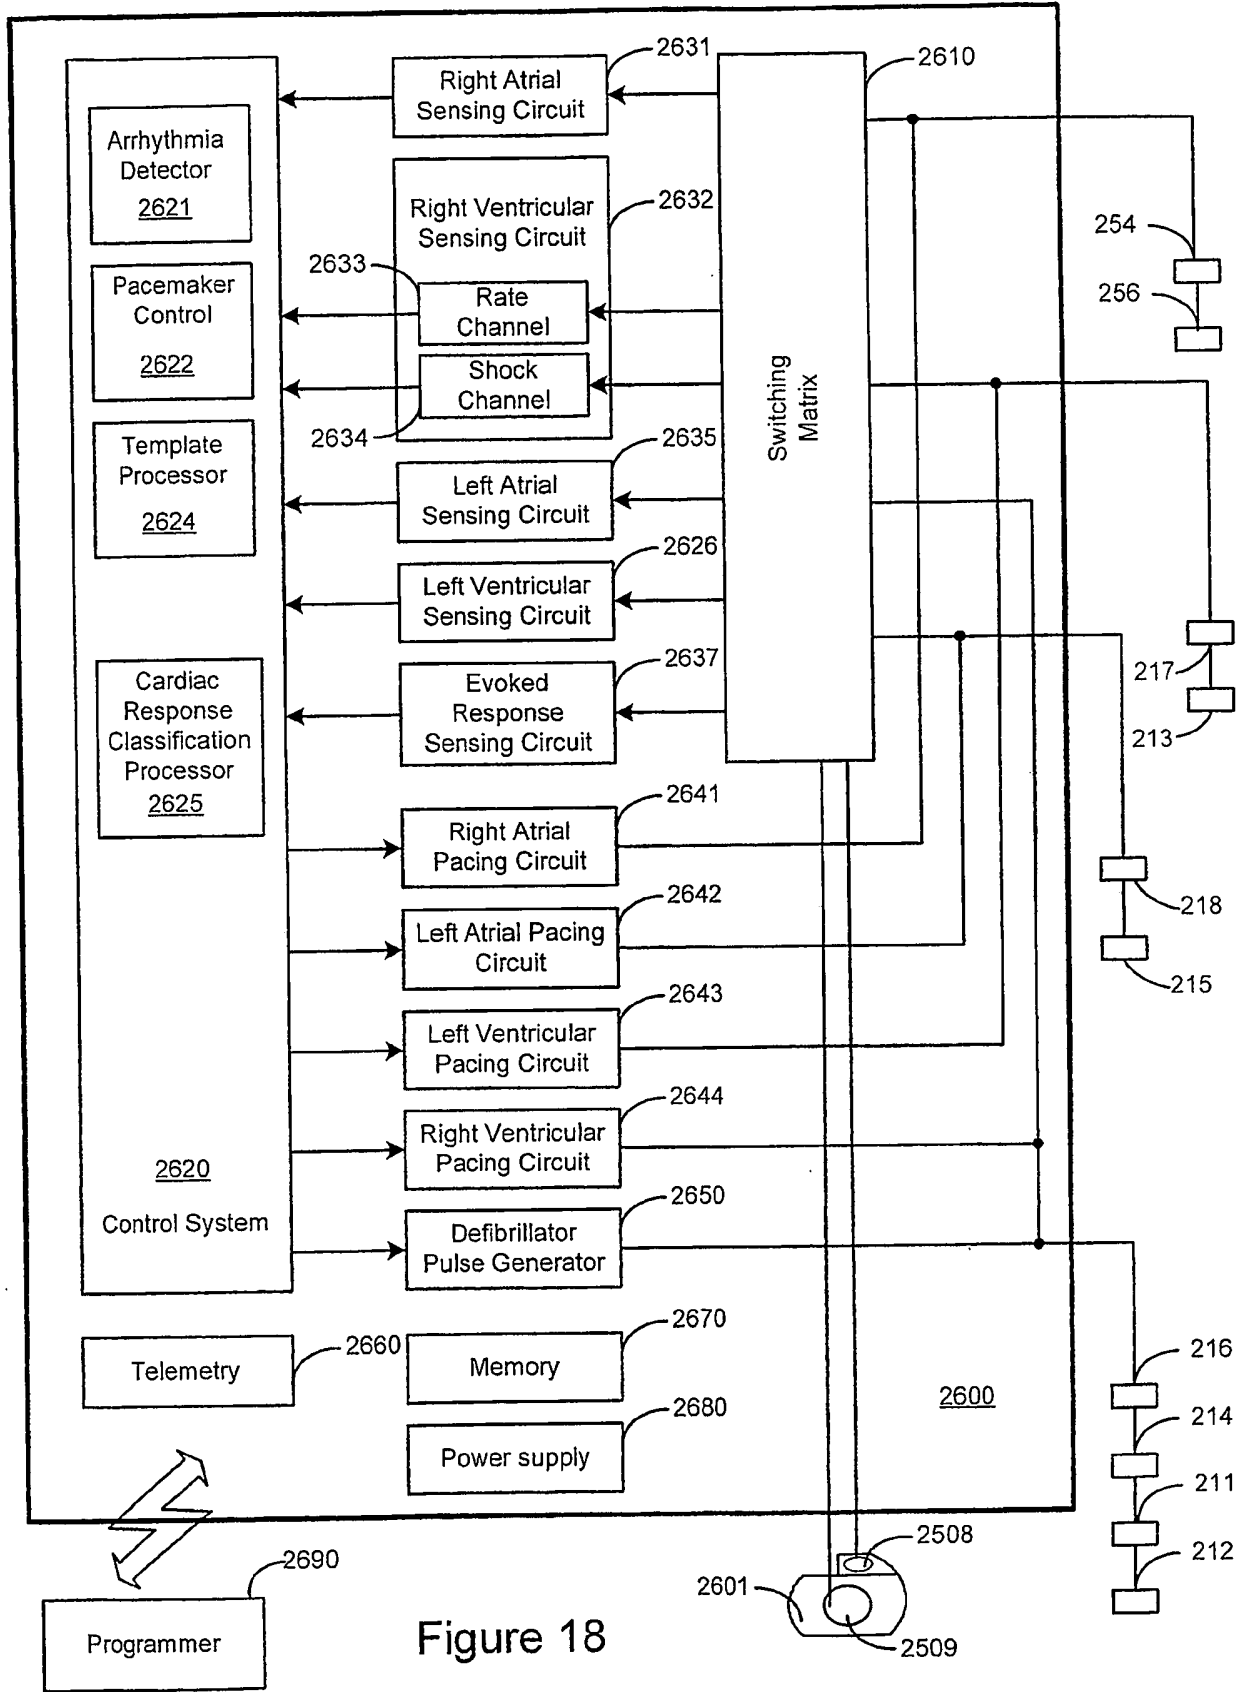 2631
2610
Right Atrial
Sensing Circuit
Arrhythmia
Detector
2621
Right Ventricular
Sensing Circuit
2632
2633
Rate
Channel
Shock
Channel
2634
Pacemaker
Control
2622
254
256
Switching
Matrix
Template
Processor
2624
2635
Left Atrial
Sensing Circuit
2626
Left Ventricular
Sensing Circuit
2637
Evoked
Response
Sensing Circuit
217
213
Cardiac
Response
Classification
Processor
2625
2641
Right Atrial
Pacing Circuit
2642
Left Atrial Pacing
Circuit
218
215
2643
Left Ventricular
Pacing Circuit
2644
Right Ventricular
Pacing Circuit
2620
Control System
2650
Defibrillator
Pulse Generator
2660
Telemetry
2670
Memory
2680
Power supply
2600
216
214
211
212
2690
Programmer
2508
2601
2509
Figure 18